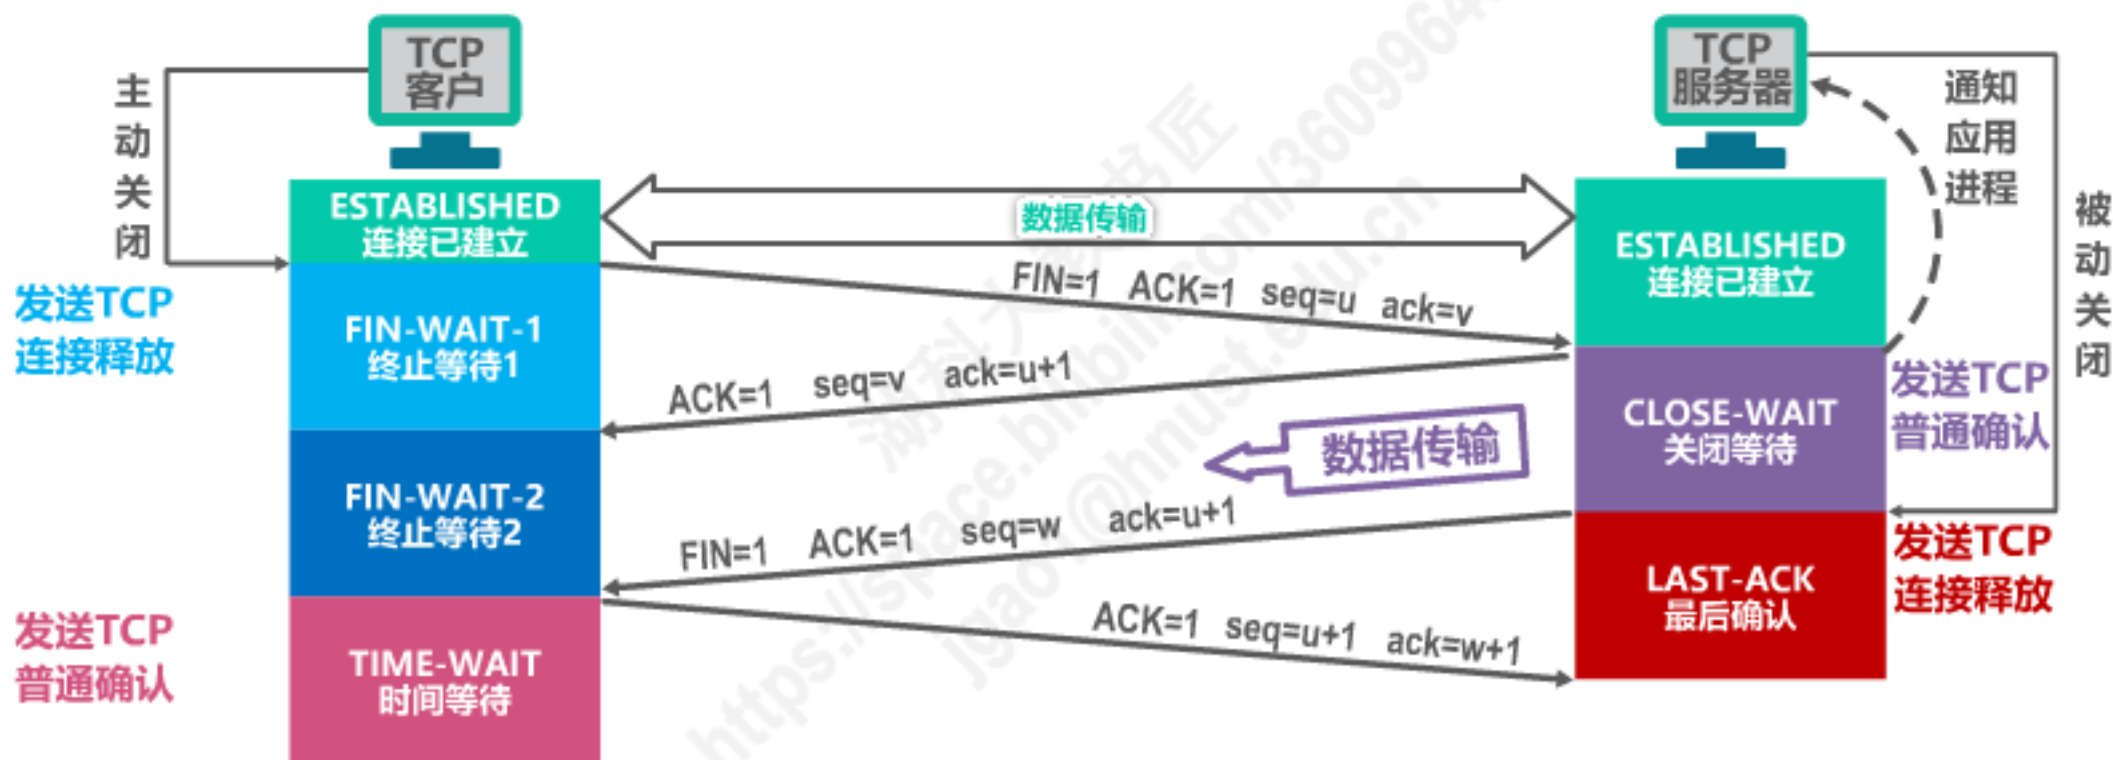 TCP
客户
TCP
服务器
主动关闭
通知应用进程
被动关闭
ESTABLISHED
连接已建立
数据传输
ESTABLISHED
连接已建立
FIN=1 ACK=1 seq=u ack=v
发送TCP
连接释放
FIN-WAIT-1
终止等待1
ACK=1 seq=v ack=u+1
CLOSE-WAIT
关闭等待
发送TCP
普通确认
数据传输
FIN-WAIT-2
终止等待2
FIN=1 ACK=1 seq=w ack=u+1
LAST-ACK
最后确认
发送TCP
连接释放
ACK=1 seq=u+1 ack=w+1
发送TCP
普通确认
TIME-WAIT
时间等待